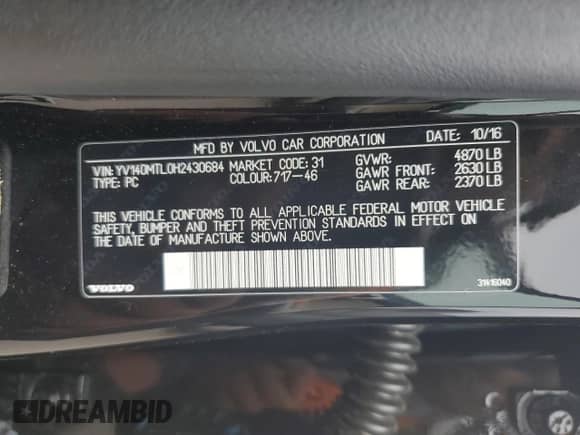 MFD BY VOLVO CAR CORPORATION DATE: 10/16
VIN: YV140MTL0H2430684 MARKET CODE: 31 GVWR: 4870 LB
TYPE: PC COLOUR: 717-46 GAWR FRONT: 2630 LB
GAWR REAR: 2370 LB
THIS VEHICLE CONFORMS TO ALL APPLICABLE FEDERAL MOTOR VEHICLE
SAFETY, BUMPER AND THEFT PREVENTION STANDARDS IN EFFECT ON
THE DATE OF MANUFACTURE SHOWN ABOVE.
VOLVO 31416040
DREAMBID